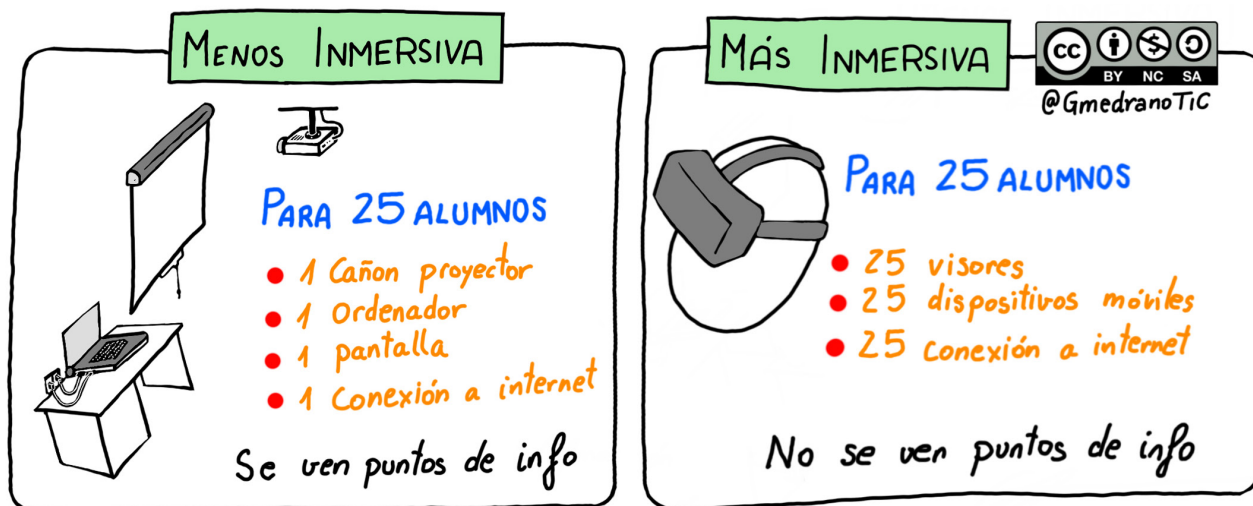 MENOS INMERSIVA
PARA 25 ALUMNOS
1 Cañon proyector
1 Ordenador
1 pantalla
1 Conexión a internet
Se ven puntos de info
MÁS INMERSIVA
CC BY NC SA
@GmedranoTiC
PARA 25 ALUMNOS
25 visores
25 dispositivos móviles
25 conexión a internet
No se ven puntos de info